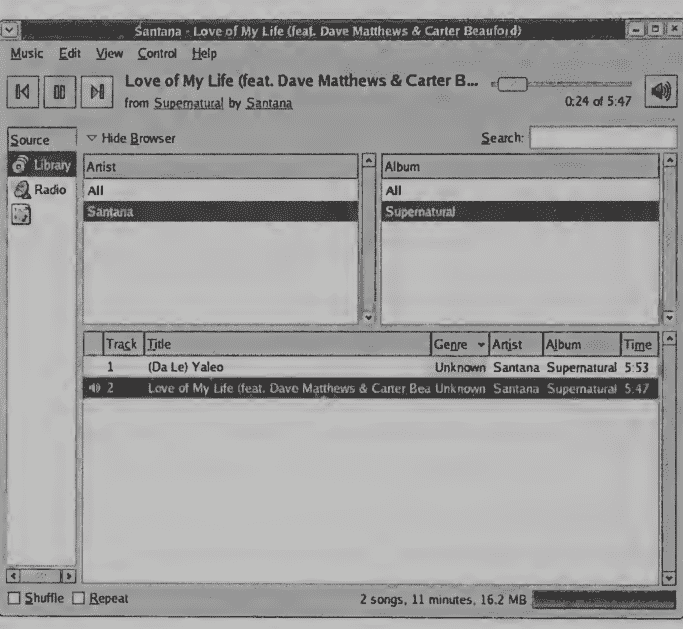 Santana - Love of My Life (feat. Dave Matthews & Carter Beauford)
Music Edit View Control Help
Love of My Life (feat. Dave Matthews & Carter B...
from Supernatural by Santana
0:24 of 5:47
Source
Hide Browser
Search:
Library
Radio
Artist
All
Santana
Album
All
Supernatural
Track Title Genre Artist Album Time
1 (Da Le) Yaleo Unknown Santana Supernatural 5:53
2 Love of My Life (feat. Dave Matthews & Carter Bea Unknown Santana Supernatural 5:47
Shuffle Repeat
2 songs, 11 minutes, 16.2 MB